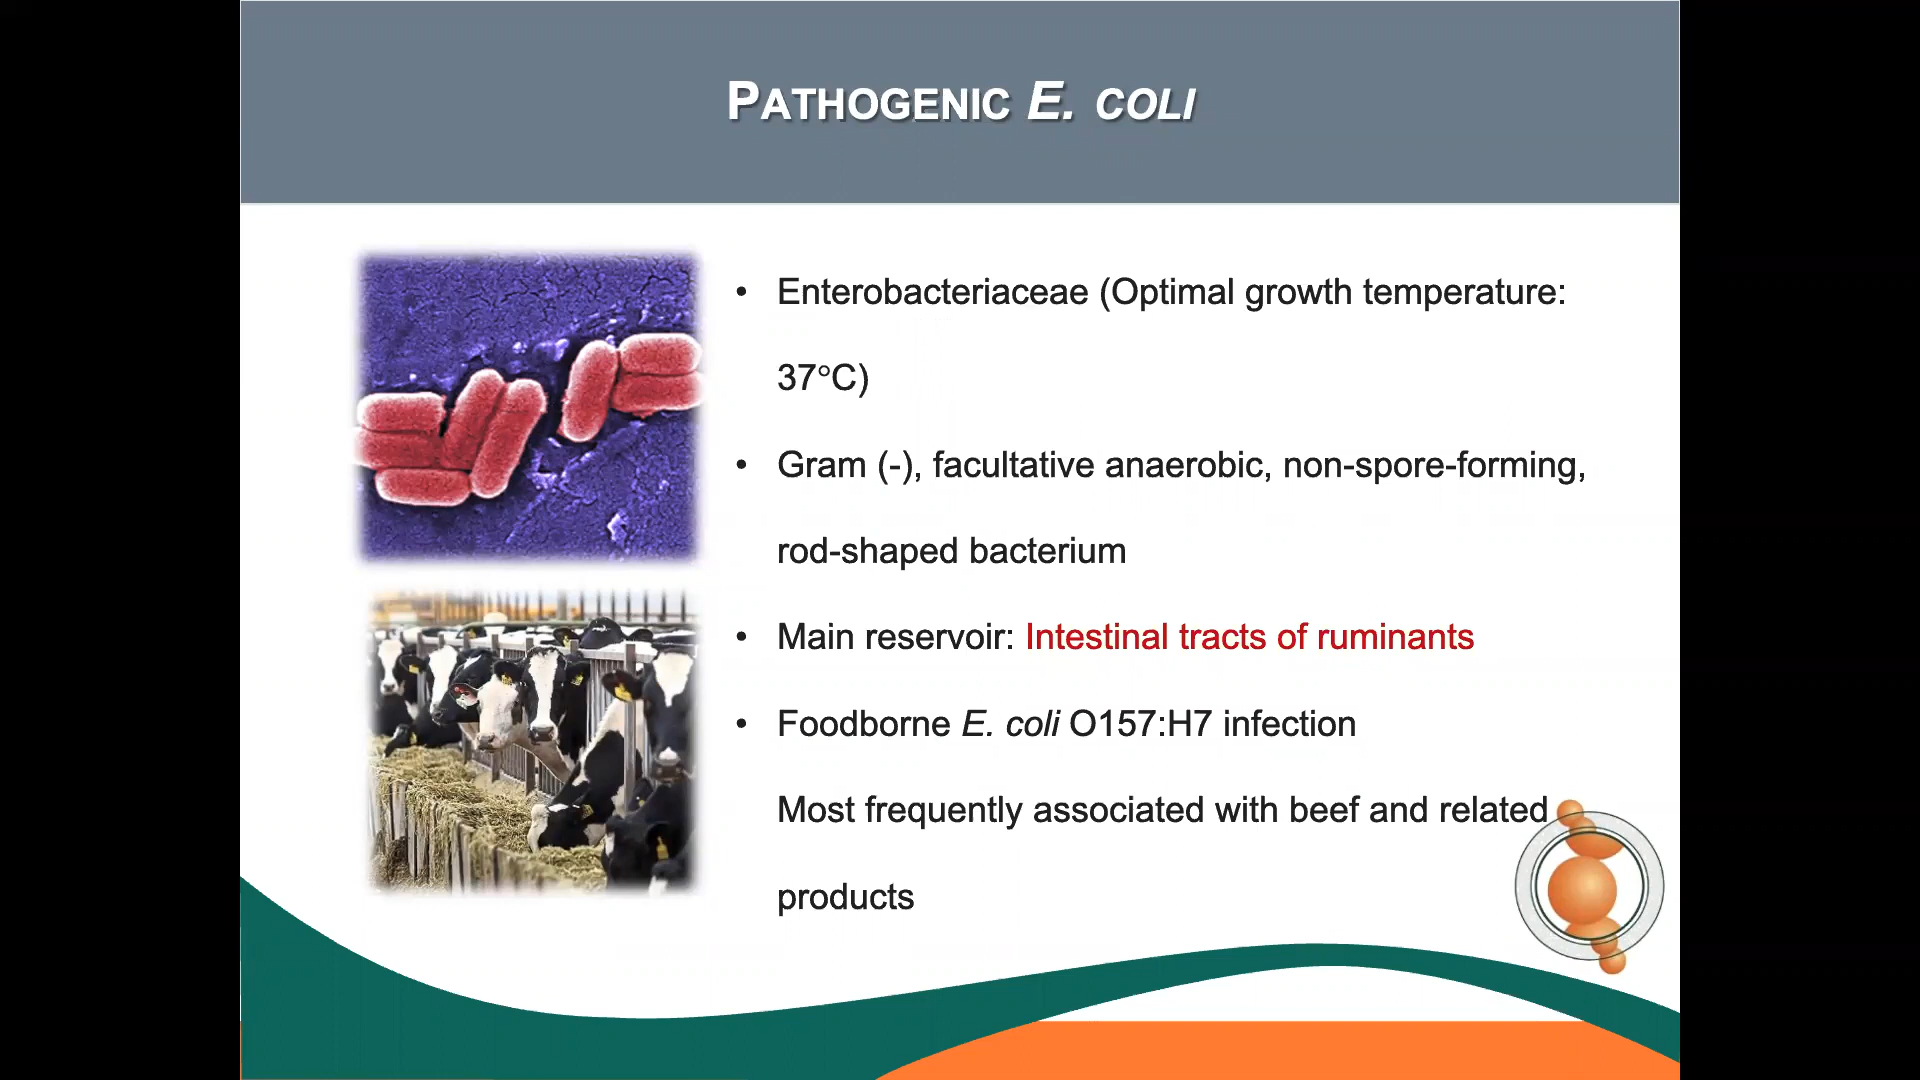 PATHOGENIC E. COLI
• Enterobacteriaceae (Optimal growth temperature:
37°C)
• Gram (-), facultative anaerobic, non-spore-forming,
rod-shaped bacterium
• Main reservoir: Intestinal tracts of ruminants
• Foodborne E. coli O157:H7 infection
Most frequently associated with beef and related
products